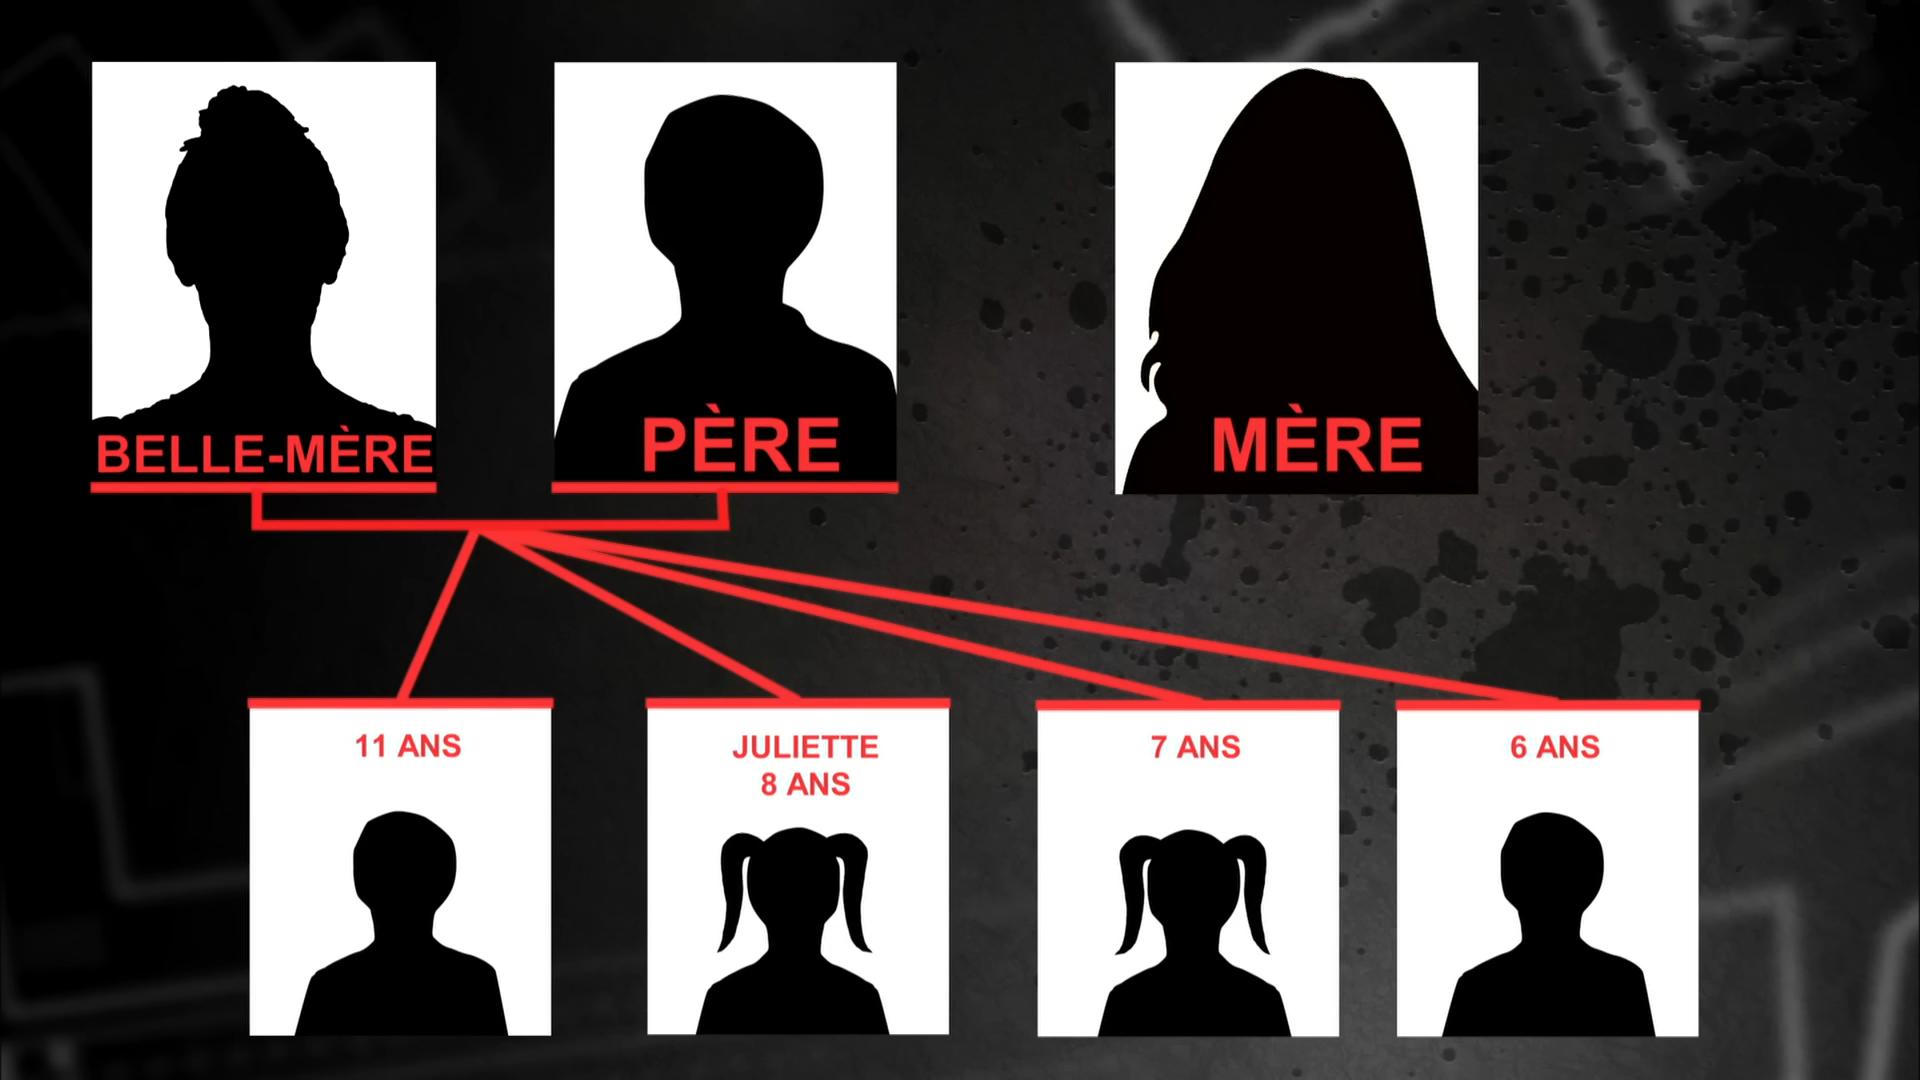 BELLE-MÈRE
PÈRE
MÈRE
11 ANS
JULIETTE
8 ANS
7 ANS
6 ANS